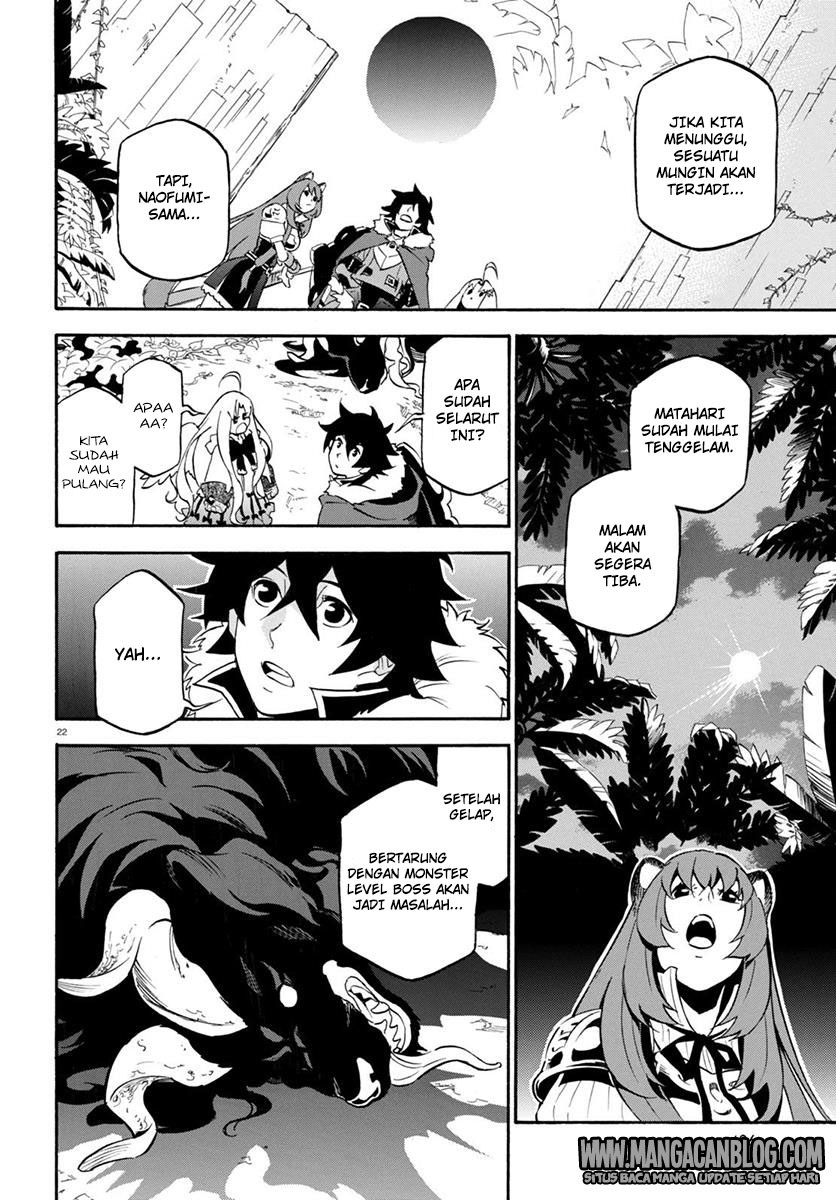 JIKA KITA
MENUNGGU,
SESUATU
MUNGIN AKAN
TERJADI...
TAPI,
NAOFUMI-
SAMA...
MATAHARI
SUDAH MULAI
TENGGELAM.
MALAM
AKAN
SEGERA
TIBA.
APA
SUDAH
SELARUT
INI?
APAA
AA?
KITA
SUDAH
MAU
PULANG?
YAH...
22
SETELAH
GELAP,
BERTARUNG
DENGAN MONSTER
LEVEL BOSS AKAN
JADI MASALAH...
WWW.MANGACANBLOG.COM
SITUS BACA MANGA UPDATE SETIAP HARI